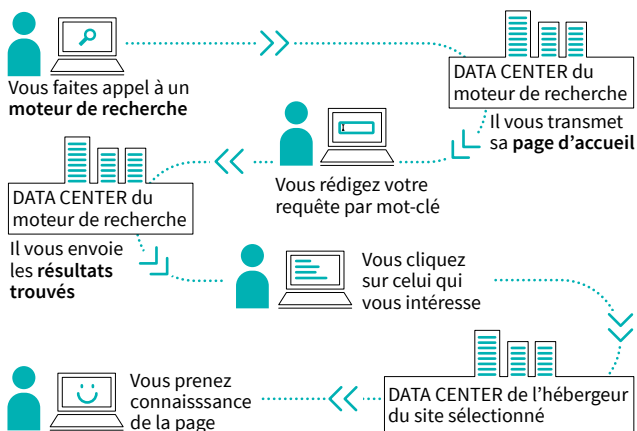 Vous faites appel à un
moteur de recherche
DATA CENTER du
moteur de recherche
Il vous transmet
sa page d’accueil
Vous rédigez votre
requête par mot-clé
DATA CENTER du
moteur de recherche
Il vous envoie
les résultats
trouvés
Vous cliquez
sur celui qui
vous intéresse
DATA CENTER de l’hébergeur
du site sélectionné
Vous prenez
connaisssance
de la page